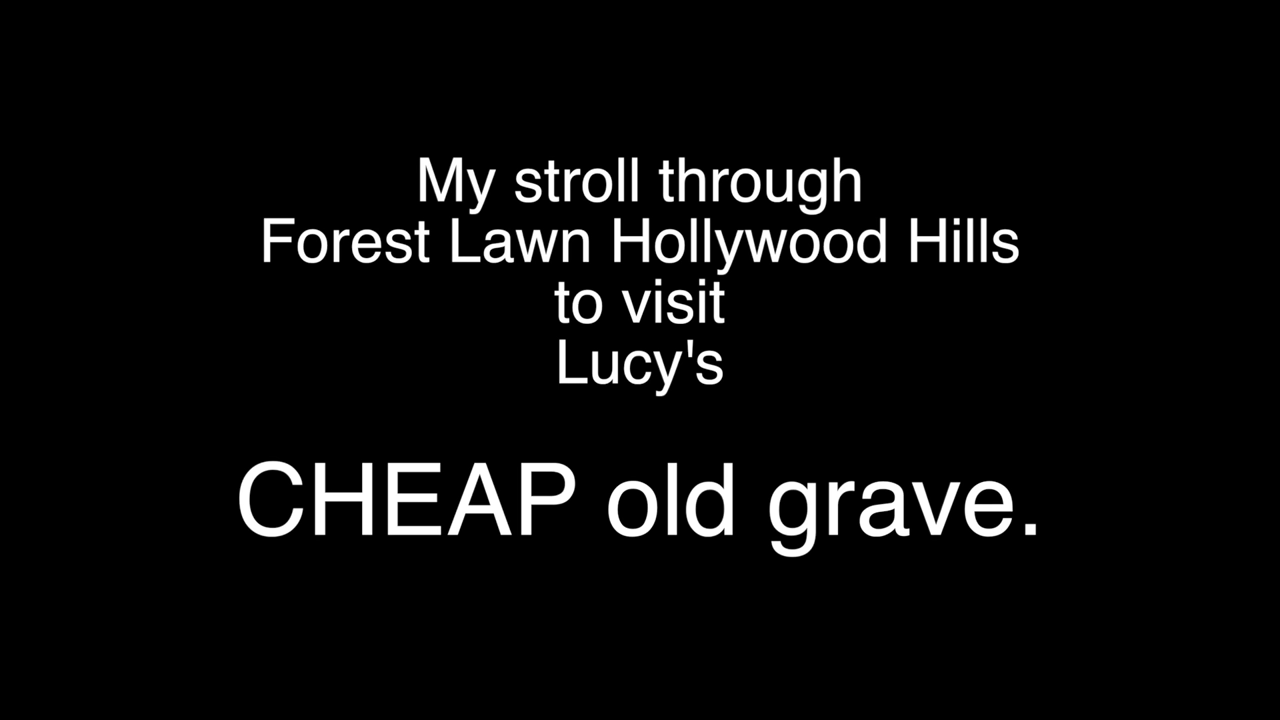 My stroll through
Forest Lawn Hollywood Hills
to visit
Lucy's
CHEAP old grave.